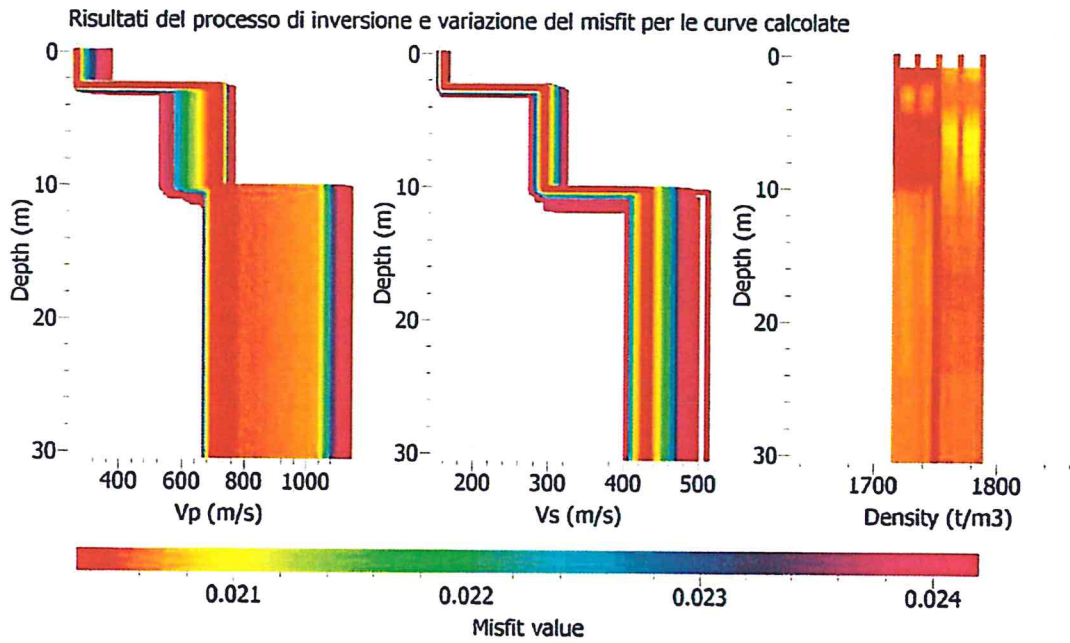 Risultati del processo di inversione e variazione del misfit per le curve calcolate
0
10
20
30
Depth (m)
400 600 800 1000
Vp (m/s)
0
10
20
30
Depth (m)
200 300 400 500
Vs (m/s)
0
10
20
30
Depth (m)
1700 1800
Density (t/m3)
0.021 0.022 0.023 0.024
Misfit value